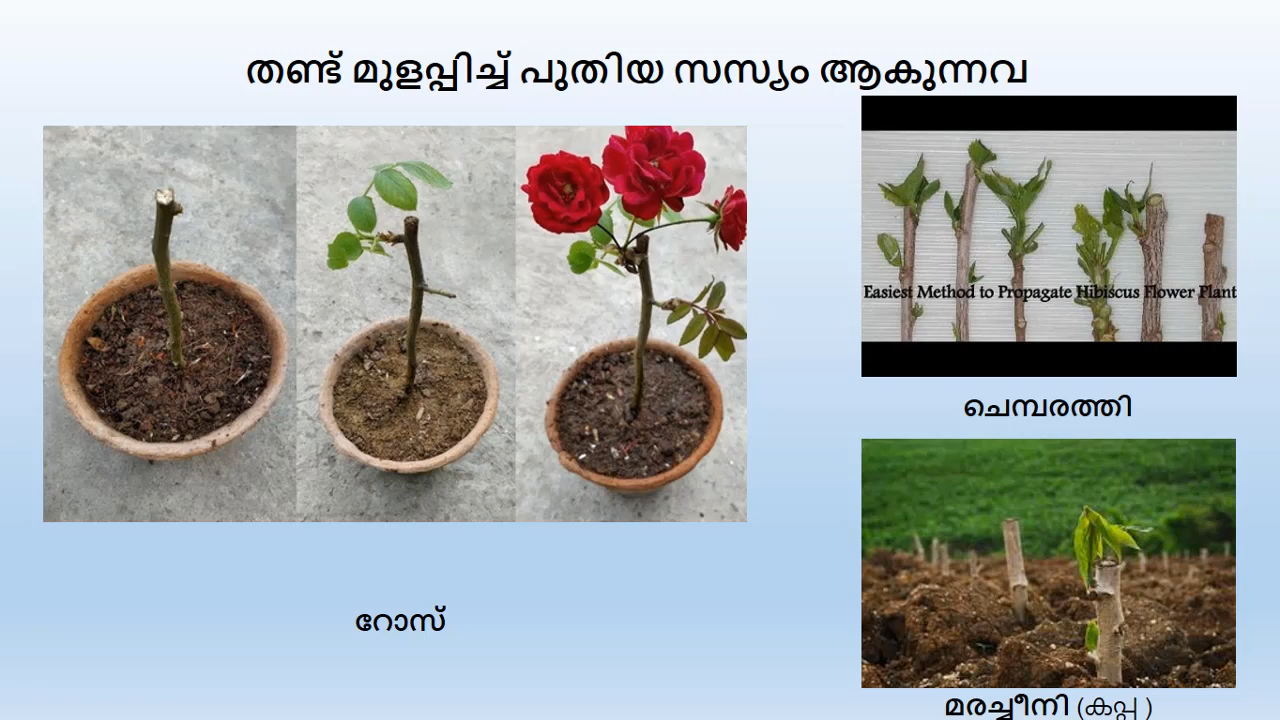 തണ്ട് മുളപ്പിച്ച് പുതിയ സസ്യം ആകുന്നവ
Easiest Method to Propagate Hibiscus Flower Plant
ചെമ്പരത്തി
റോസ്
മരച്ചീനി (കപ്പ )